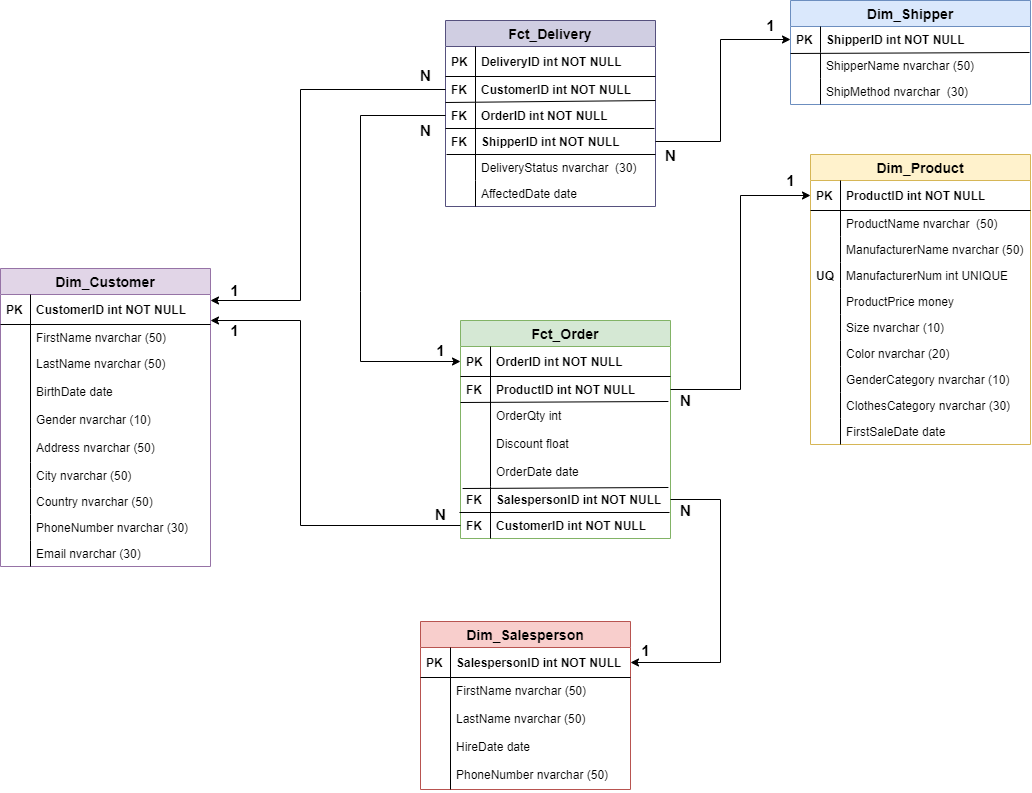 Fct_Delivery
PK DeliveryID int NOT NULL
FK CustomerID int NOT NULL
FK OrderID int NOT NULL
FK ShipperID int NOT NULL
DeliveryStatus nvarchar (30)
AffectedDate date
N
N
N
1
Dim_Shipper
PK ShipperID int NOT NULL
ShipperName nvarchar (50)
ShipMethod nvarchar (30)
1
Dim_Product
PK ProductID int NOT NULL
ProductName nvarchar (50)
ManufacturerName nvarchar (50)
UQ ManufacturerNum int UNIQUE
ProductPrice money
Size nvarchar (10)
Color nvarchar (20)
GenderCategory nvarchar (10)
ClothesCategory nvarchar (30)
FirstSaleDate date
Dim_Customer
PK CustomerID int NOT NULL
FirstName nvarchar (50)
LastName nvarchar (50)
BirthDate date
Gender nvarchar (10)
Address nvarchar (50)
City nvarchar (50)
Country nvarchar (50)
PhoneNumber nvarchar (30)
Email nvarchar (30)
1
1
1
Fct_Order
PK OrderID int NOT NULL
FK ProductID int NOT NULL
OrderQty int
Discount float
OrderDate date
FK SalespersonID int NOT NULL
FK CustomerID int NOT NULL
N
N
N
Dim_Salesperson
PK SalespersonID int NOT NULL
FirstName nvarchar (50)
LastName nvarchar (50)
HireDate date
PhoneNumber nvarchar (50)
1